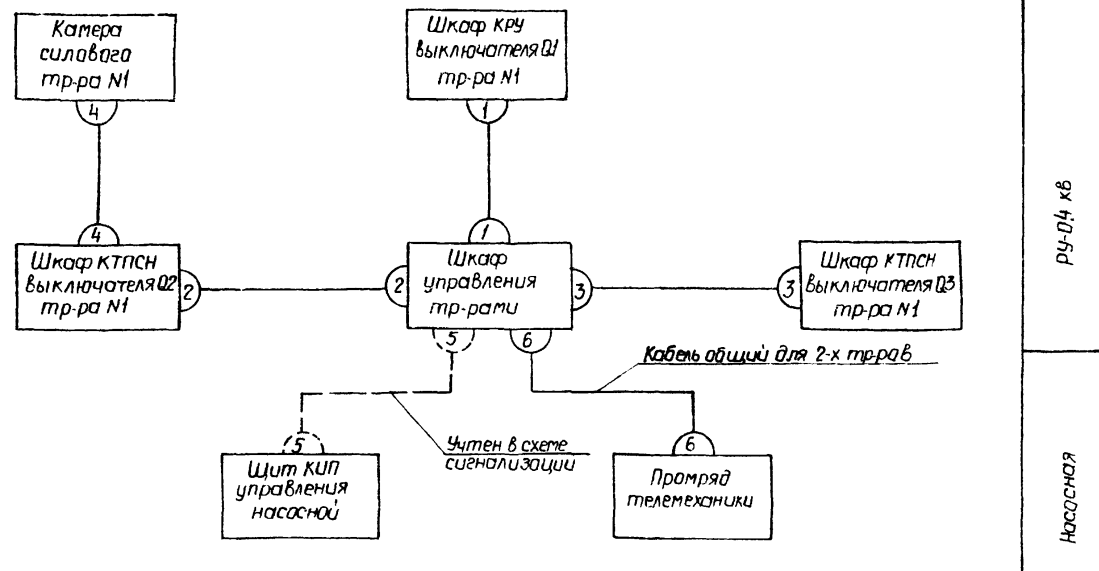 Камера
силового
тр-ра N1
4
Шкаф КРУ
выключателя Q1
тр-ра N1
1
4
Шкаф КТПСН
выключателя Q2
тр-ра N1
2
1
2
Шкаф
управления
тр-рами
3
5
6
3
Шкаф КТПСН
выключателя Q3
тр-ра N1
Кабель общий для 2-х тр-ров
Учтен в схеме
сигнализации
5
Щит КИП
управления
насосной
6
Промряд
телемеханики
РУ-0,4 кв
Насосная